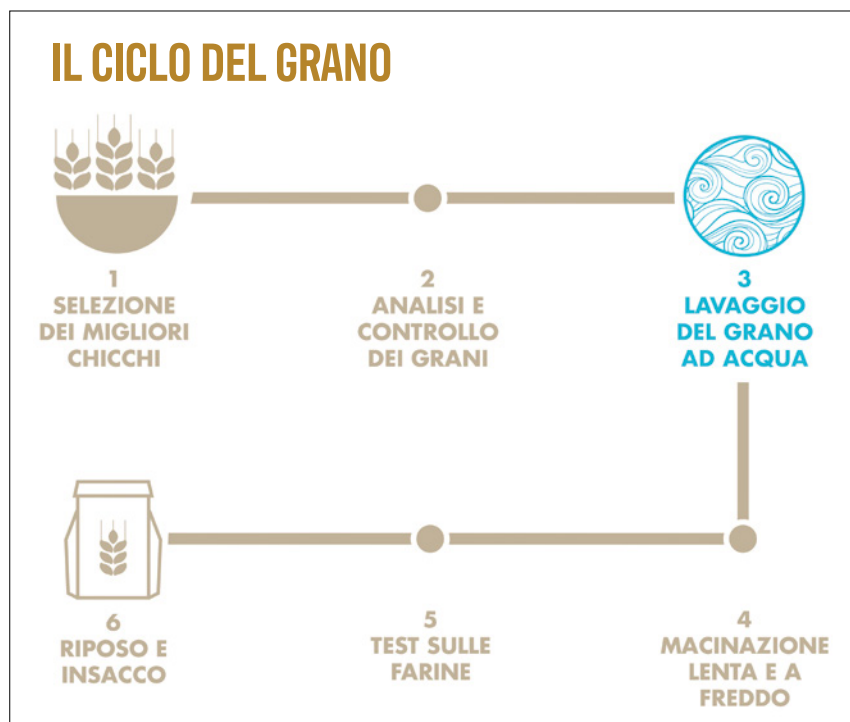 IL CICLO DEL GRANO
1
SELEZIONE
DEI MIGLIORI
CHICCHI
2
ANALISI E
CONTROLLO
DEI GRANI
3
LAVAGGIO
DEL GRANO
AD ACQUA
4
MACINAZIONE
LENTA E A
FREDDO
5
TEST SULLE
FARINE
6
RIPOSO E
INSACCO